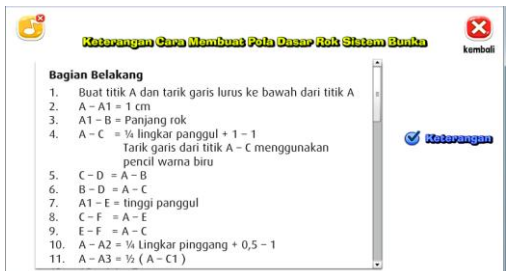 Keterangan Cara Membuat Pola Dasar Rok Sistem Bunka
kembali
Bagian Belakang
1. Buat titik A dan tarik garis lurus ke bawah dari titik A
2. A – A1 = 1 cm
3. A1 – B = Panjang rok
4. A – C = ¼ lingkar panggul + 1 – 1
Tarik garis dari titik A – C menggunakan
pencil warna biru
Keterangan
5. C – D = A – B
6. B – D = A – C
7. A1 – E = tinggi panggul
8. C – F = A – E
9. E – F = A – C
10. A – A2 = ¼ Lingkar pinggang + 0,5 – 1
11. A – A3 = ½ ( A – C1 )